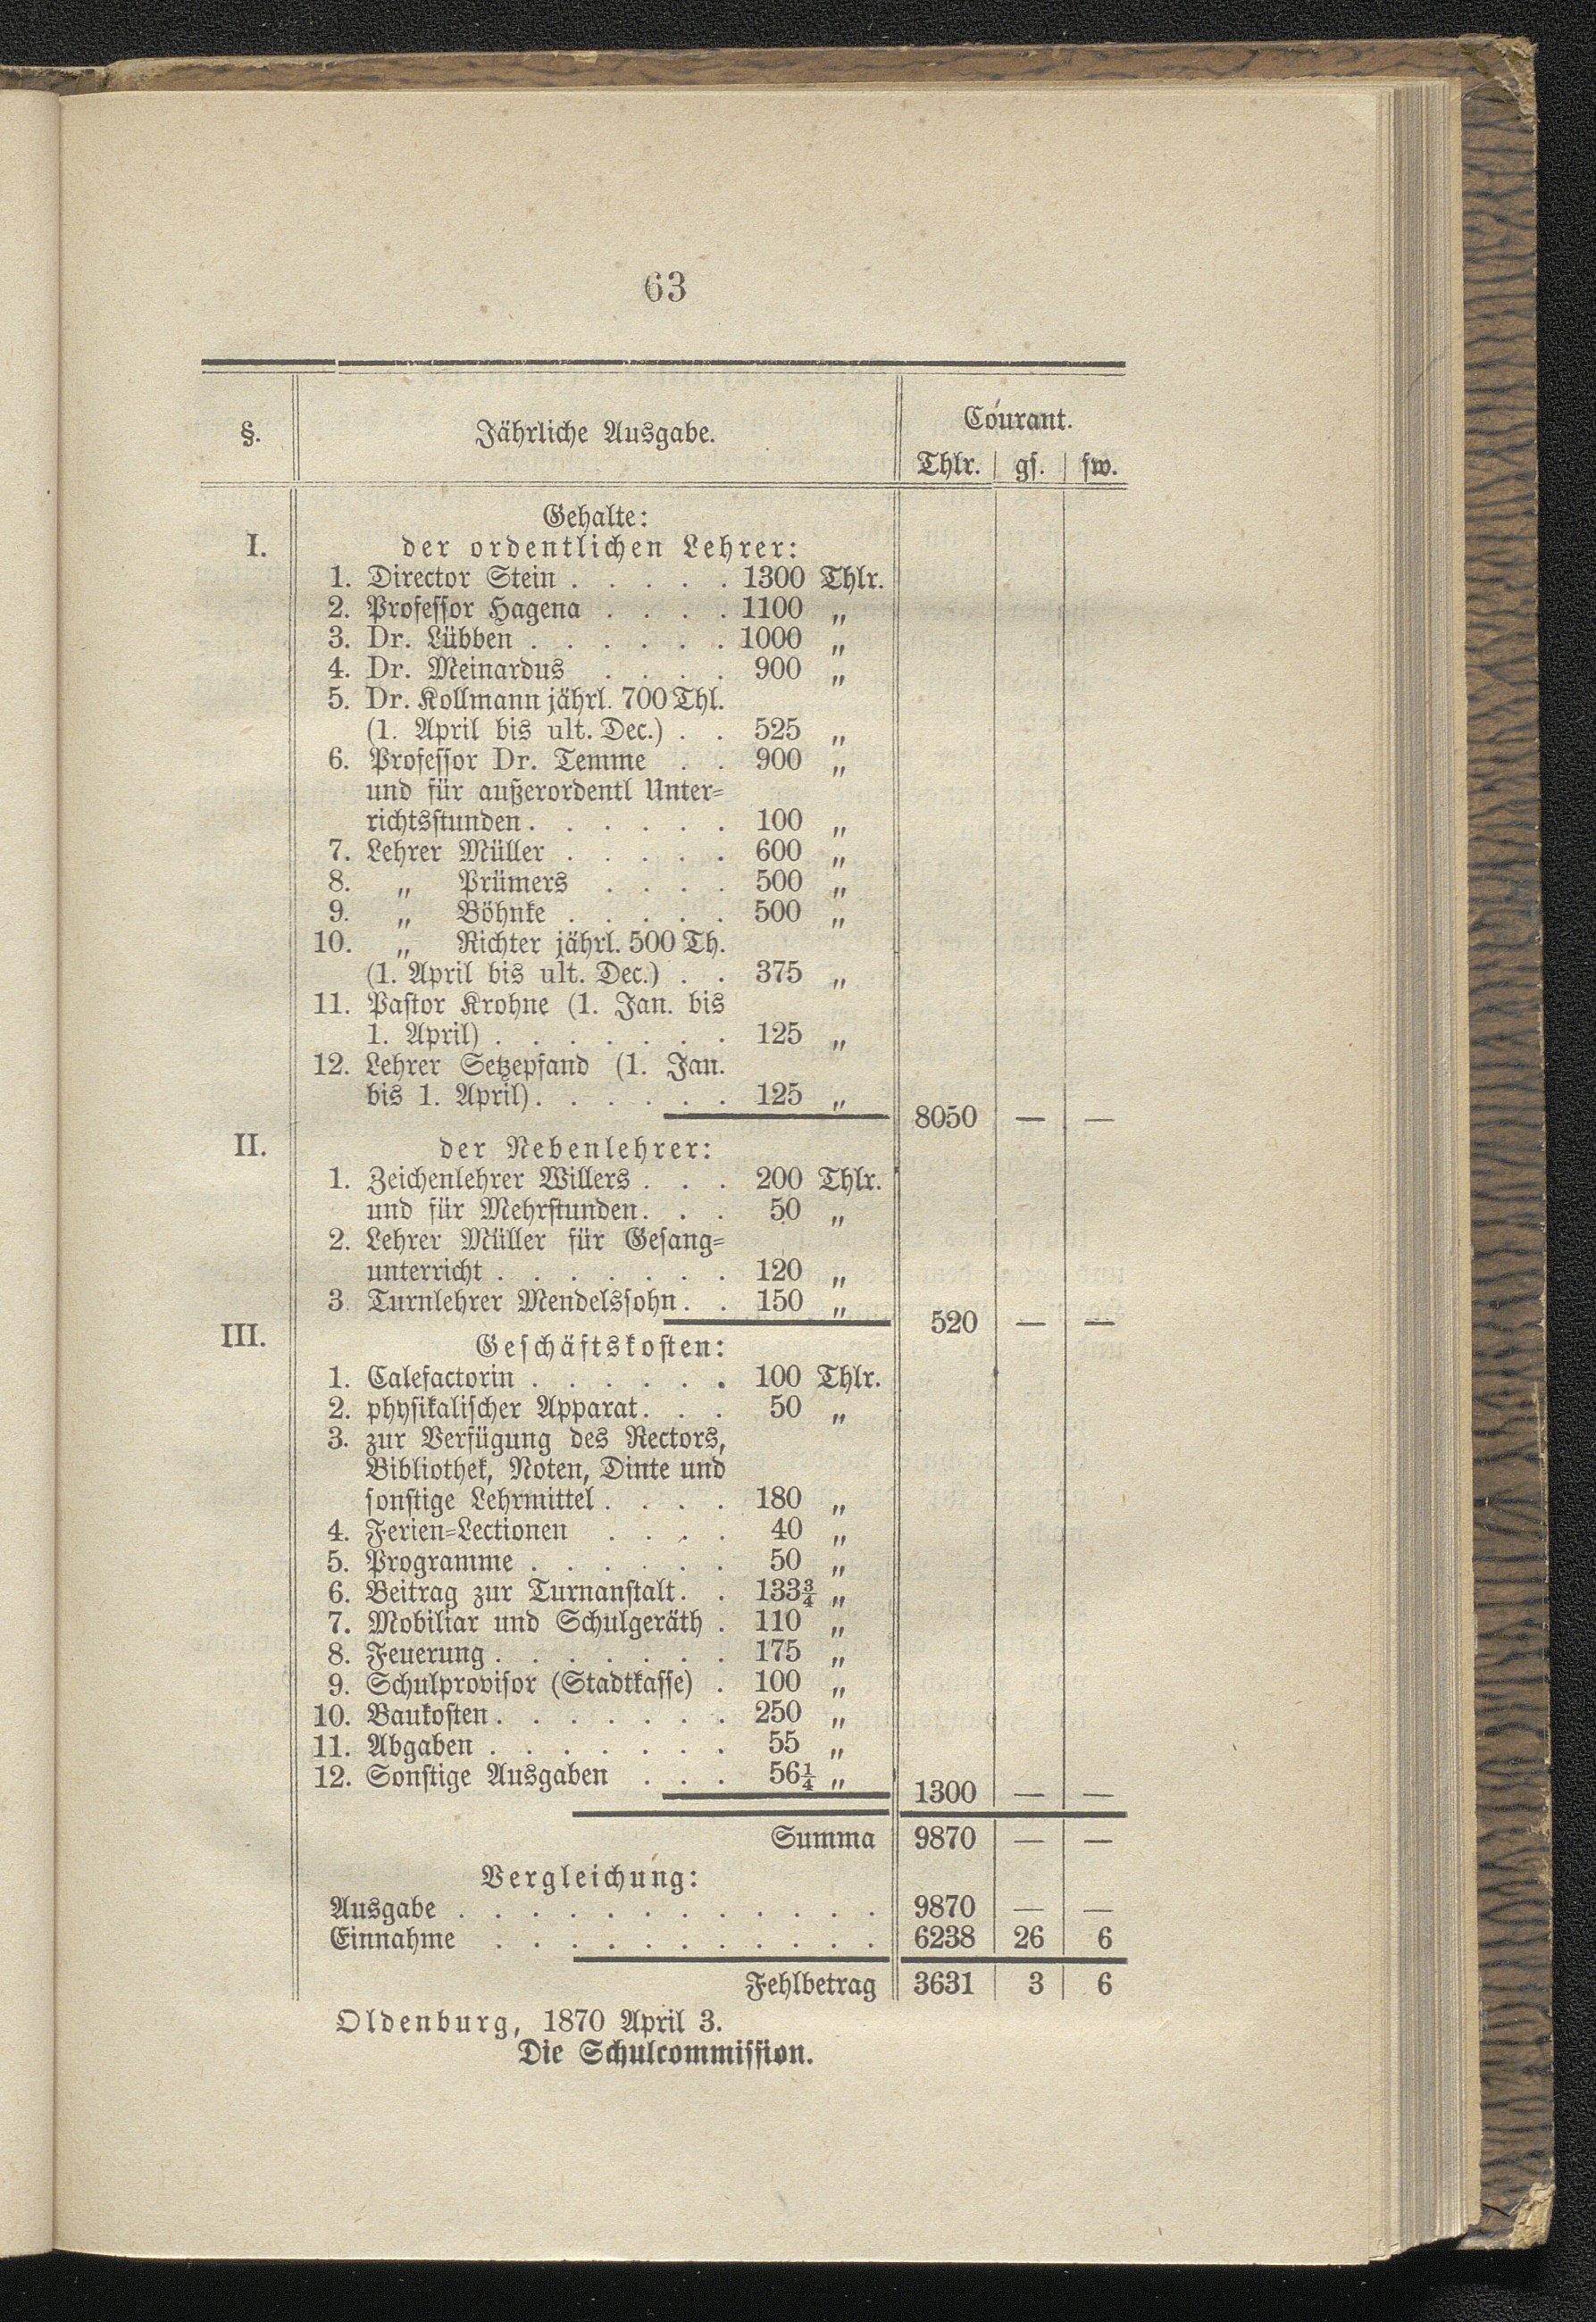 63
§. Jährliche Ausgabe. Courant.
Thlr. gs. sw.
Gehalte:
I. der ordentlichen Lehrer:
1. Director Stein . . . . . 1300 Thlr.
2. Professor Hagena . . . . 1100 „
3. Dr. Lübben . . . . . . 1000 „
4. Dr. Meinardus . . . . 900 „
5. Dr. Kollmann jährl. 700 Thl.
(1. April bis ult. Dec.) . . 525 „
6. Professor Dr. Temme . . 900 „
und für außerordentl Unter-
richtsstunden . . . . . . 100 „
7. Lehrer Müller . . . . . 600 „
8. „ Prümers . . . . 500 „
9. „ Böhnke . . . . . 500 „
10. „ Richter jährl. 500 Th.
(1. April bis ult. Dec.) . . 375 „
11. Pastor Krohne (1. Jan. bis
1. April) . . . . . . . 125 „
12. Lehrer Setzepfand (1. Jan.
bis 1. April) . . . . . . 125 „
8050 — —
II. der Nebenlehrer:
1. Zeichenlehrer Willers . . . 200 Thlr.
und für Mehrstunden . . . 50 „
2. Lehrer Müller für Gesang-
unterricht . . . . . . . 120 „
3. Turnlehrer Mendelssohn . . 150 „
520 — —
III. Geschäftskosten:
1. Calefactorin . . . . . . 100 Thlr.
2. physikalischer Apparat . . . 50 „
3. zur Verfügung des Rectors,
Bibliothek, Noten, Dinte und
sonstige Lehrmittel . . . . 180 „
4. Ferien-Lectionen . . . . 40 „
5. Programme . . . . . . 50 „
6. Beitrag zur Turnanstalt . . 133¾ „
7. Mobiliar und Schulgeräth . 110 „
8. Feuerung . . . . . . . 175 „
9. Schulprovisor (Stadtkasse) . 100 „
10. Baukosten . . . . . . . 250 „
11. Abgaben . . . . . . . 55 „
12. Sonstige Ausgaben . . . 56¼ „
1300 — —
Summa 9870 — —
Vergleichung:
Ausgabe . . . . . . . . . . . . 9870 — —
Einnahme . . . . . . . . . . . 6238 26 6
Fehlbetrag 3631 3 6
Oldenburg, 1870 April 3.
Die Schulcommission.